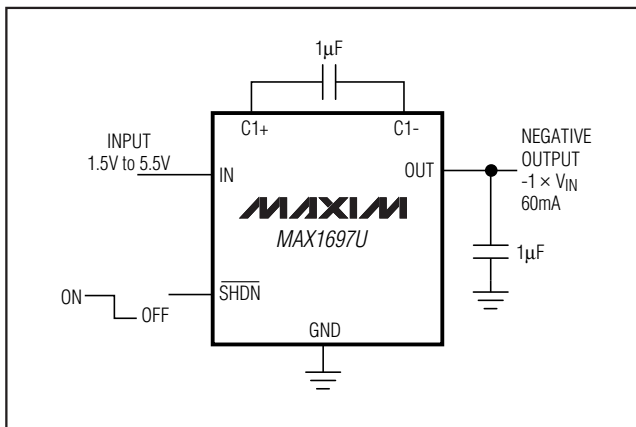 1μF
C1+
C1-
INPUT
1.5V to 5.5V
IN
OUT
NEGATIVE
OUTPUT
-1 × VIN
60mA
MAXIM
MAX1697U
1μF
ON
OFF
SHDN
GND